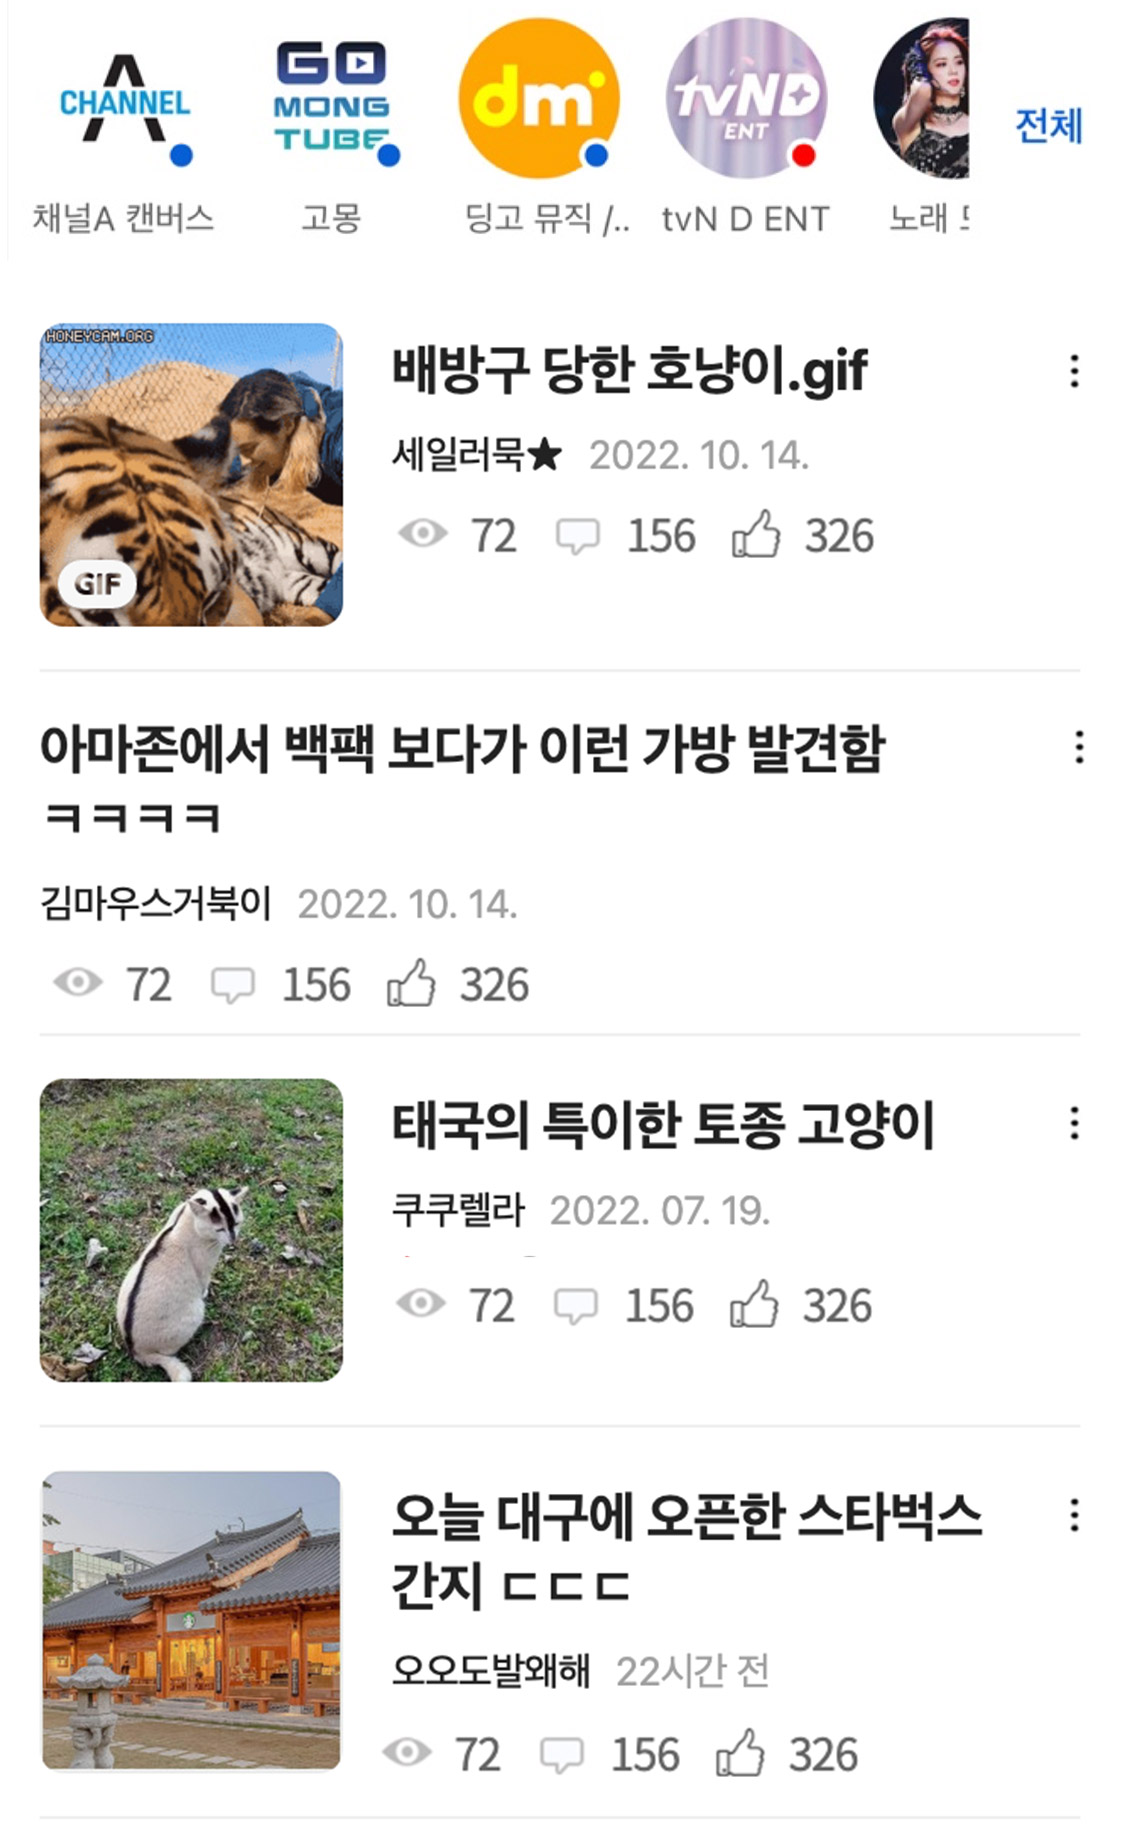 A
CHANNEL
GO
MONG
TUBE
dm
tvND
ENT
전체
채널A 캔버스
고몽
딩고 뮤직 /..
tvN D ENT
노래
HONEYCAM.ORG
GIF
배방구 당한 호냥이.gif
세일러묵★ 2022. 10. 14.
72 156 326
아마존에서 백팩 보다가 이런 가방 발견함
ㅋㅋㅋㅋ
김마우스거북이 2022. 10. 14.
72 156 326
태국의 특이한 토종 고양이
쿠쿠렐라 2022. 07. 19.
72 156 326
오늘 대구에 오픈한 스타벅스
간지 ㄷㄷㄷ
오오도발왜해 22시간 전
72 156 326